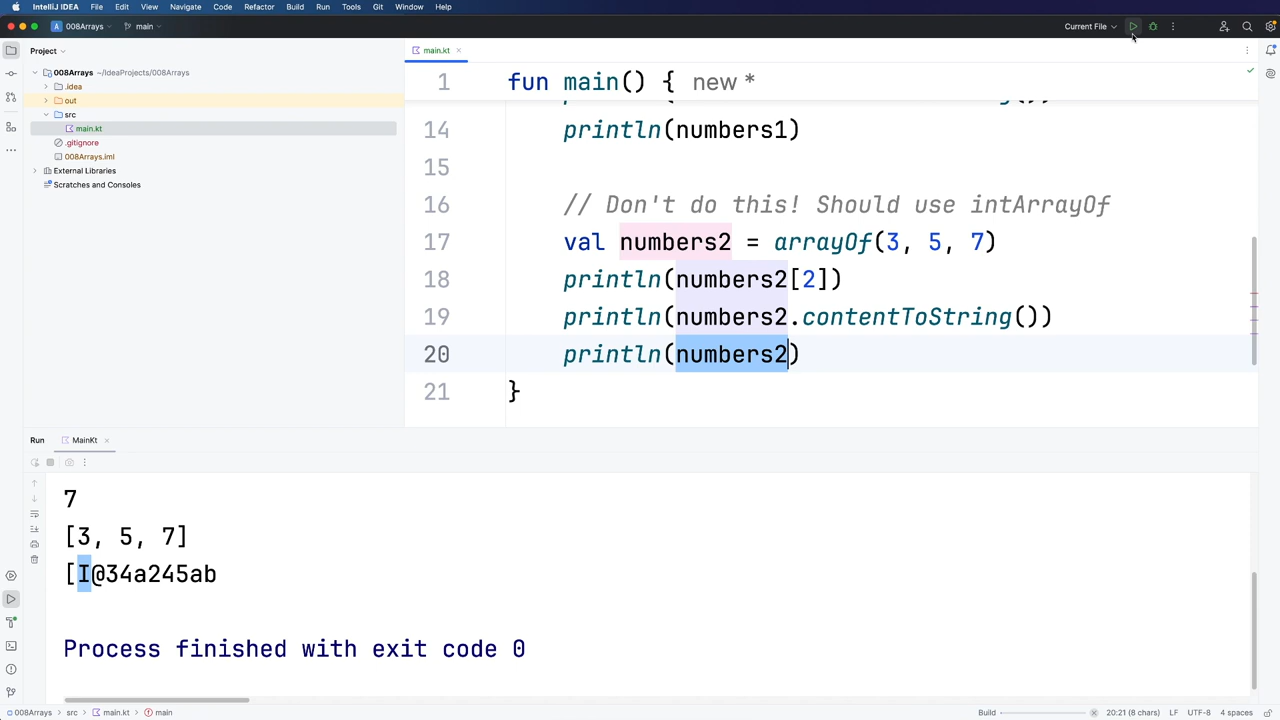 IntelliJ IDEA File Edit View Navigate Code Refactor Build Run Tools Git Window Help
008Arrays main Current File
Project
main.kt
008Arrays ~/IdeaProjects/008Arrays
.idea
out
src
main.kt
.gitignore
008Arrays.iml
External Libraries
Scratches and Consoles
1 fun main() { new *
14 println(numbers1)
15
16 // Don't do this! Should use intArrayOf
17 val numbers2 = arrayOf(3, 5, 7)
18 println(numbers2[2])
19 println(numbers2.contentToString())
20 println(numbers2)
21 }
Run MainKt
7
[3, 5, 7]
[I@34a245ab
Process finished with exit code 0
008Arrays src main.kt main Build 20:21 (8 chars) LF UTF-8 4 spaces